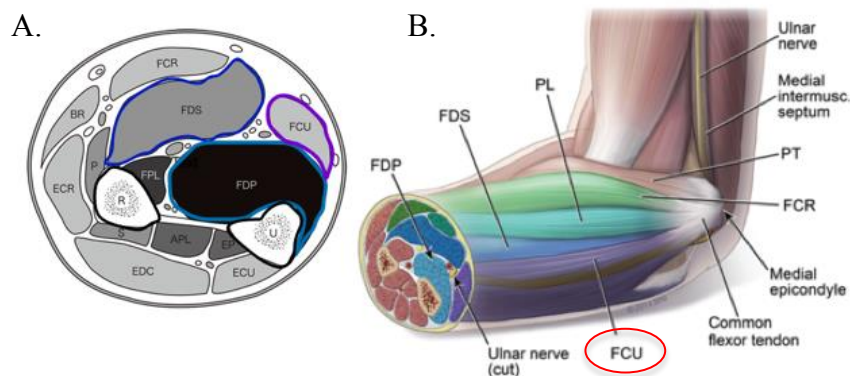 A.
FCR
BR
FDS
FCU
P
FPL
FDP
ECR
R
U
S
APL
EP
EDC
ECU
B.
Ulnar
nerve
Medial
intermusc.
septum
PL
FDS
PT
FDP
FCR
Medial
epicondyle
Common
flexor tendon
Ulnar nerve
(cut)
FCU